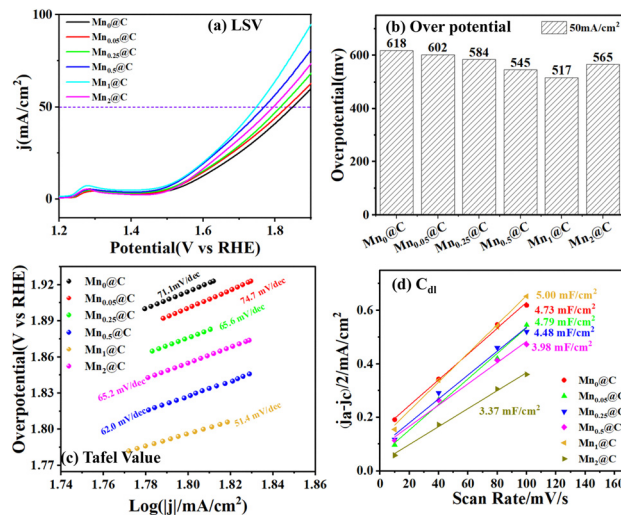 (a) LSV
Mn0@C
Mn0.05@C
Mn0.25@C
Mn0.5@C
Mn1@C
Mn2@C
j(mA/cm²)
100
50
0
1.2 1.4 1.6 1.8
Potential(V vs RHE)
(b) Over potential
50mA/cm²
Overpotential(mv)
600
400
200
0
618 602 584 545 517 565
Mn0@C Mn0.05@C Mn0.25@C Mn0.5@C Mn1@C Mn2@C
Overpotential(V vs RHE)
1.92
1.89
1.86
1.83
1.80
1.77
Mn0@C
Mn0.05@C
Mn0.25@C
Mn0.5@C
Mn1@C
Mn2@C
71.1mV/dec
74.7 mV/dec
65.6 mV/dec
65.2 mV/dec
62.0 mV/dec
51.4 mV/dec
(c) Tafel Value
1.74 1.76 1.78 1.80 1.82 1.84 1.86
Log(|j|/mA/cm²)
(d) Cdl
(ja-jc)/2/mA/cm²
0.6
0.4
0.2
0.0
5.00 mF/cm²
4.73 mF/cm²
4.79 mF/cm²
4.48 mF/cm²
3.98 mF/cm²
3.37 mF/cm²
Mn0@C
Mn0.05@C
Mn0.25@C
Mn0.5@C
Mn1@C
Mn2@C
0 20 40 60 80 100 120 140
Scan Rate/mV/s